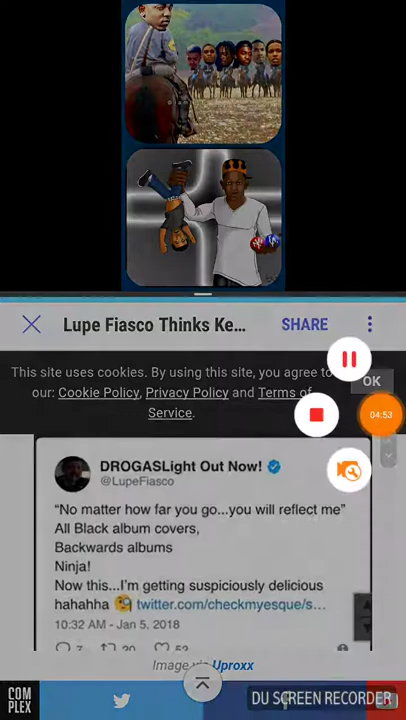 Lupe Fiasco Thinks Ke...
SHARE
This site uses cookies. By using this site, you agree to
OK
our: Cookie Policy, Privacy Policy and Terms of
Service.
04:53
DROGASLight Out Now!
@LupeFiasco
“No matter how far you go...you will reflect me”
All Black album covers,
Backwards albums
Ninja!
Now this...I'm getting suspiciously delicious
hahahha twitter.com/checkmyesque/s...
10:32 AM - Jan 5, 2018
Image via Uproxx
COM
PLEX
DU SCREEN RECORDER